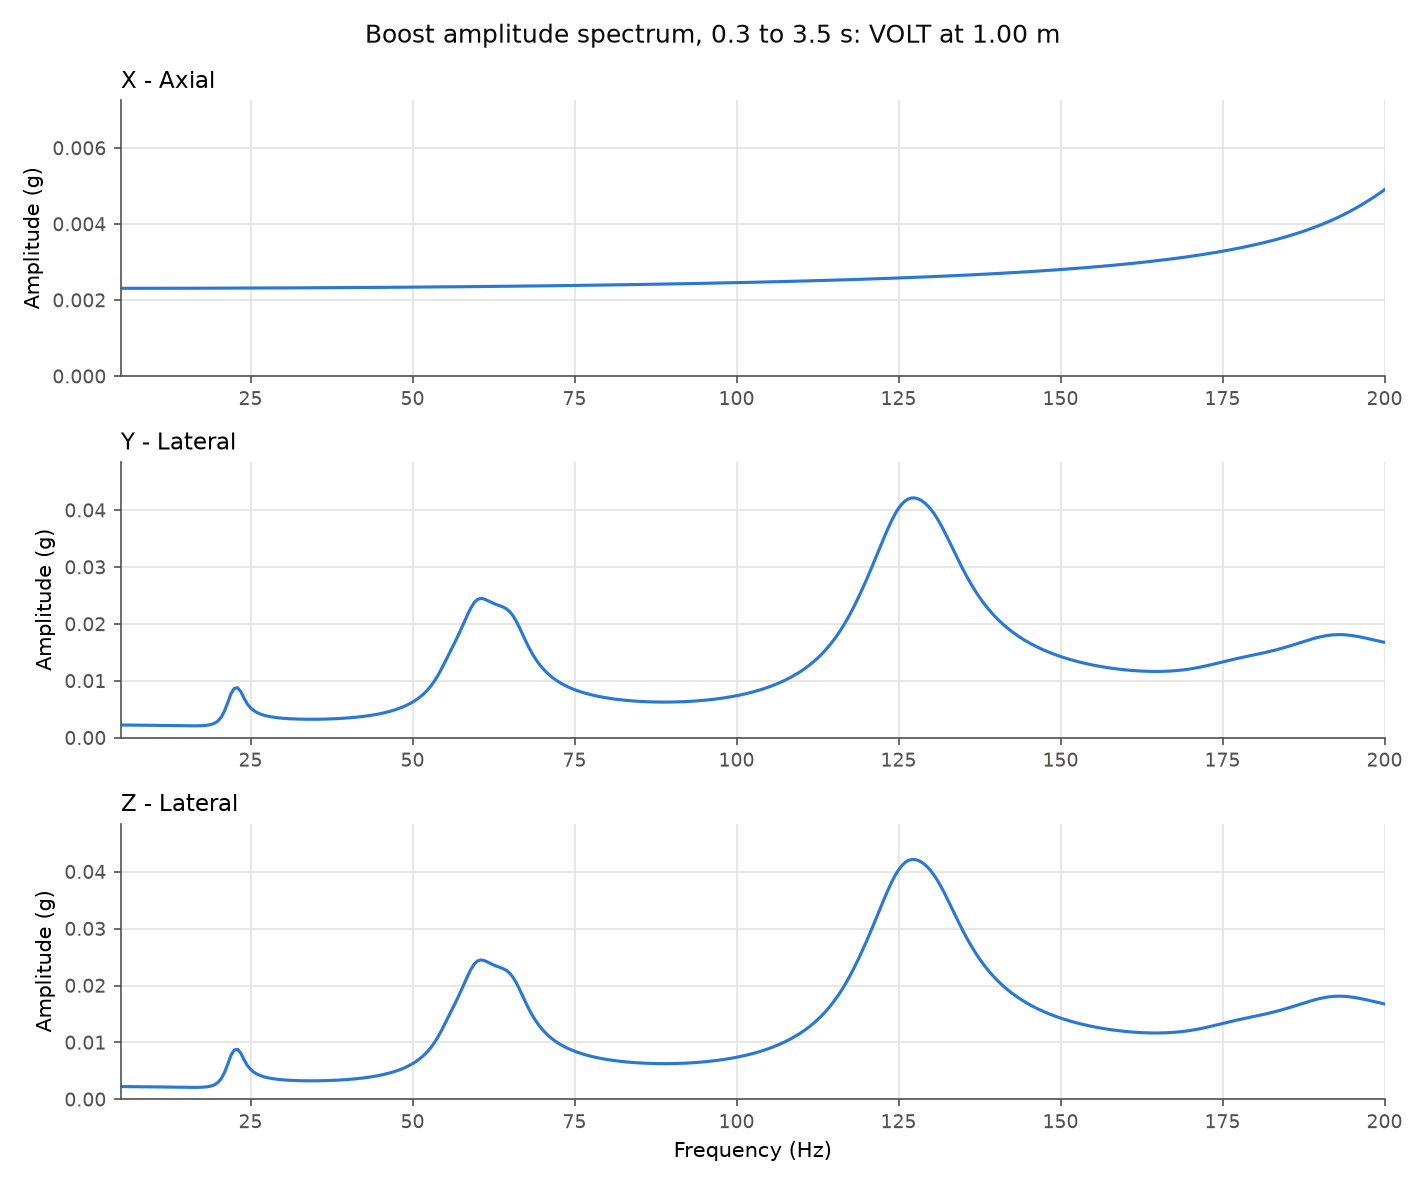 Boost amplitude spectrum, 0.3 to 3.5 s: VOLT at 1.00 m
X - Axial
Amplitude (g)
0.006
0.004
0.002
0.000
25 50 75 100 125 150 175 200
Y - Lateral
Amplitude (g)
0.04
0.03
0.02
0.01
0.00
25 50 75 100 125 150 175 200
Z - Lateral
Amplitude (g)
0.04
0.03
0.02
0.01
0.00
25 50 75 100 125 150 175 200
Frequency (Hz)